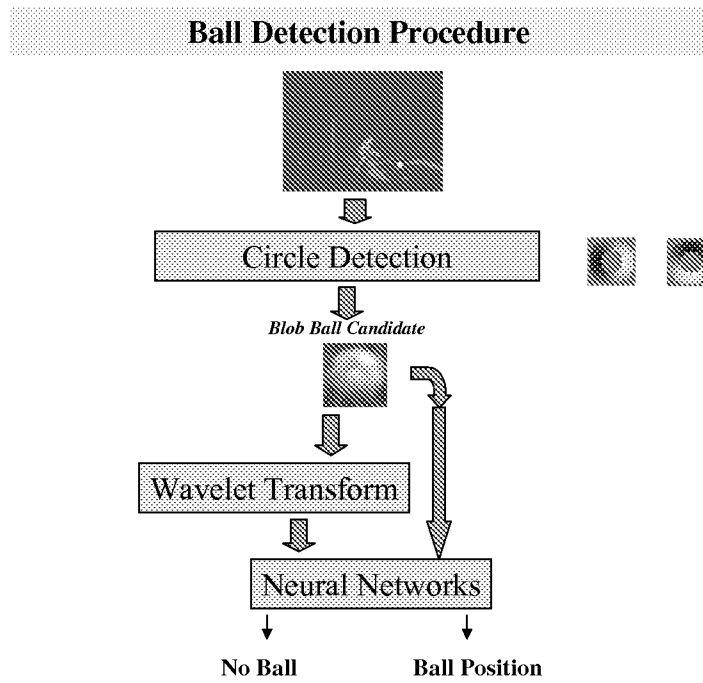 Ball Detection Procedure
Circle Detection
Blob Ball Candidate
Wavelet Transform
Neural Networks
No Ball
Ball Position